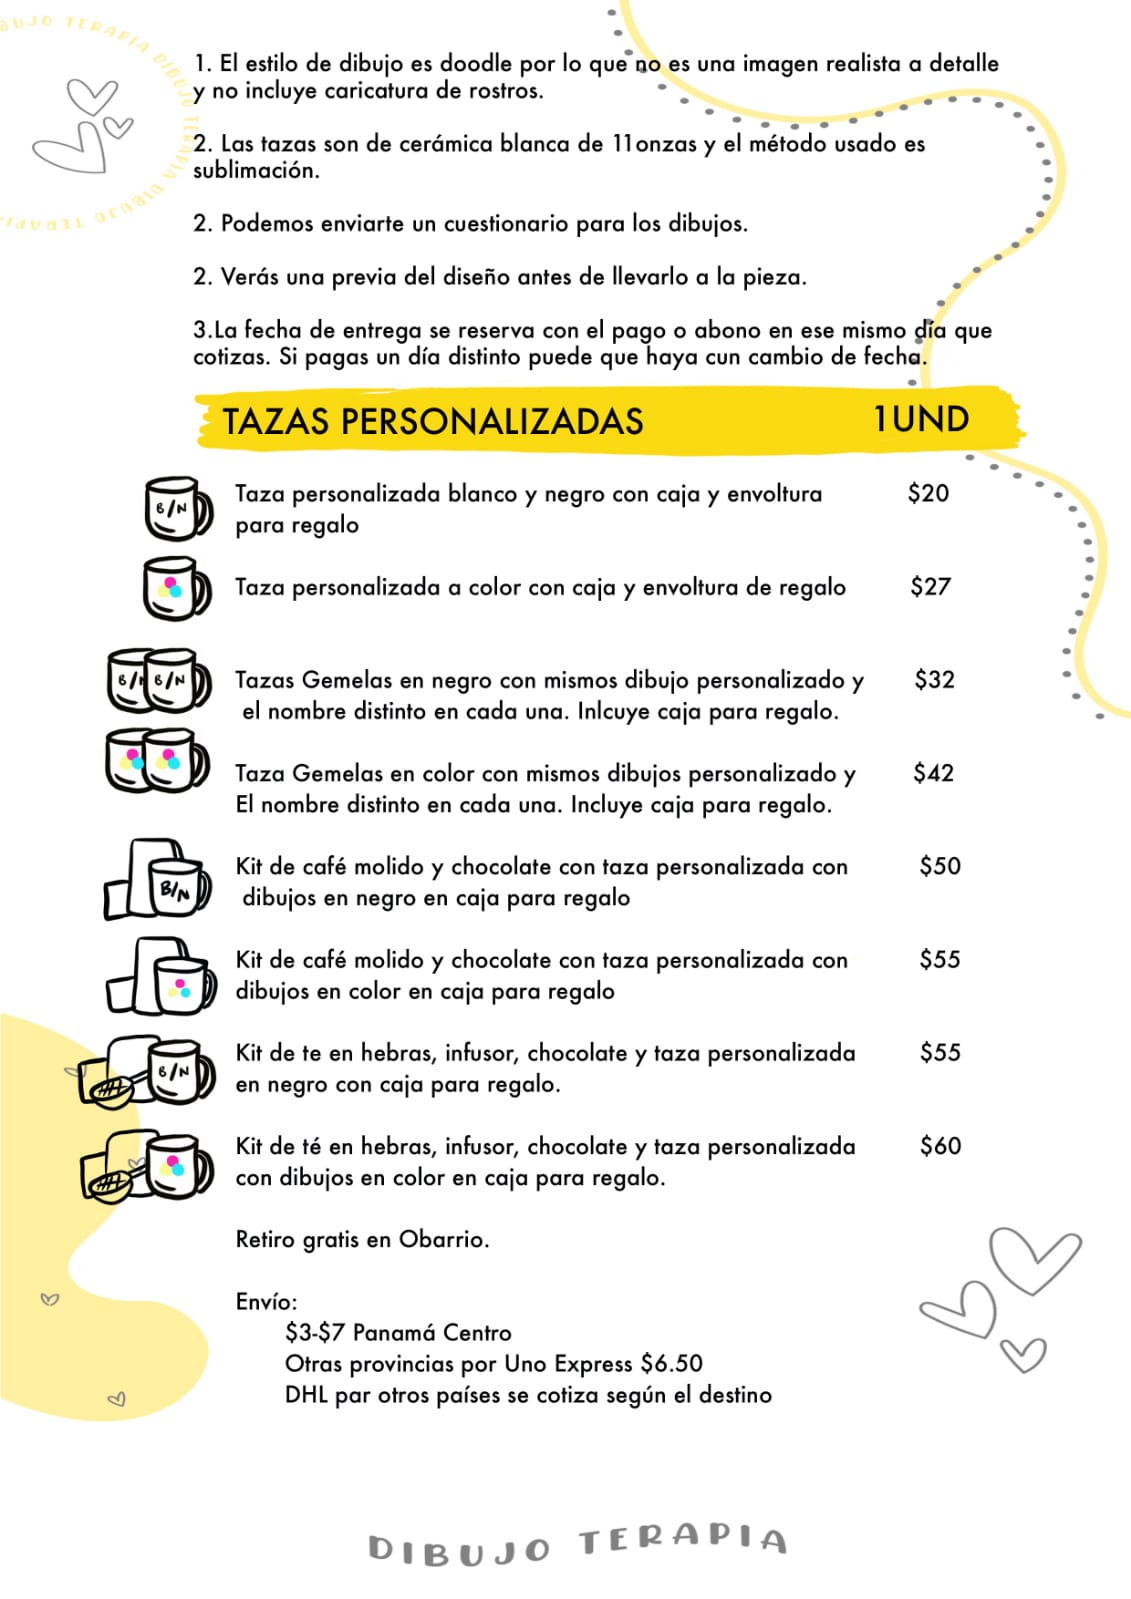 DIBUJO TERAPIA DIBUJO TERAPIA DIBUJO TERAPIA
1. El estilo de dibujo es doodle por lo que no es una imagen realista a detalle
y no incluye caricatura de rostros.
2. Las tazas son de cerámica blanca de 11onzas y el método usado es
sublimación.
2. Podemos enviarte un cuestionario para los dibujos.
2. Verás una previa del diseño antes de llevarlo a la pieza.
3.La fecha de entrega se reserva con el pago o abono en ese mismo día que
cotizas. Si pagas un día distinto puede que haya cun cambio de fecha.
TAZAS PERSONALIZADAS 1UND
B/N Taza personalizada blanco y negro con caja y envoltura $20
para regalo
Taza personalizada a color con caja y envoltura de regalo $27
B/N B/N Tazas Gemelas en negro con mismos dibujo personalizado y $32
el nombre distinto en cada una. Inlcuye caja para regalo.
Taza Gemelas en color con mismos dibujos personalizado y $42
El nombre distinto en cada una. Incluye caja para regalo.
Kit de café molido y chocolate con taza personalizada con $50
B/N dibujos en negro en caja para regalo
Kit de café molido y chocolate con taza personalizada con $55
dibujos en color en caja para regalo
Kit de te en hebras, infusor, chocolate y taza personalizada $55
B/N en negro con caja para regalo.
Kit de té en hebras, infusor, chocolate y taza personalizada $60
con dibujos en color en caja para regalo.
Retiro gratis en Obarrio.
Envío:
$3-$7 Panamá Centro
Otras provincias por Uno Express $6.50
DHL par otros países se cotiza según el destino
DIBUJO TERAPIA